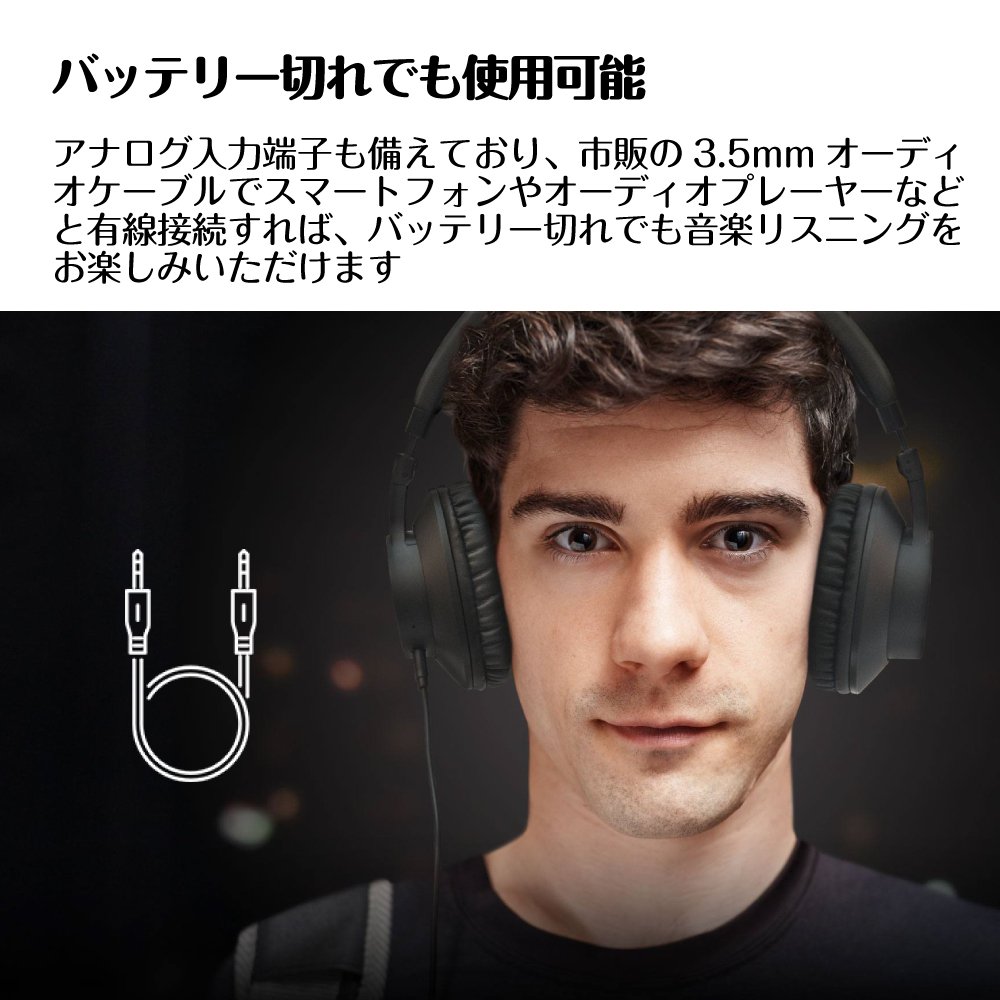 バッテリー切れでも使用可能
アナログ入力端子も備えており、市販の 3.5mm オーディ
オケーブルでスマートフォンやオーディオプレーヤーなど
と有線接続すれば、バッテリー切れでも音楽リスニングを
お楽しみいただけます